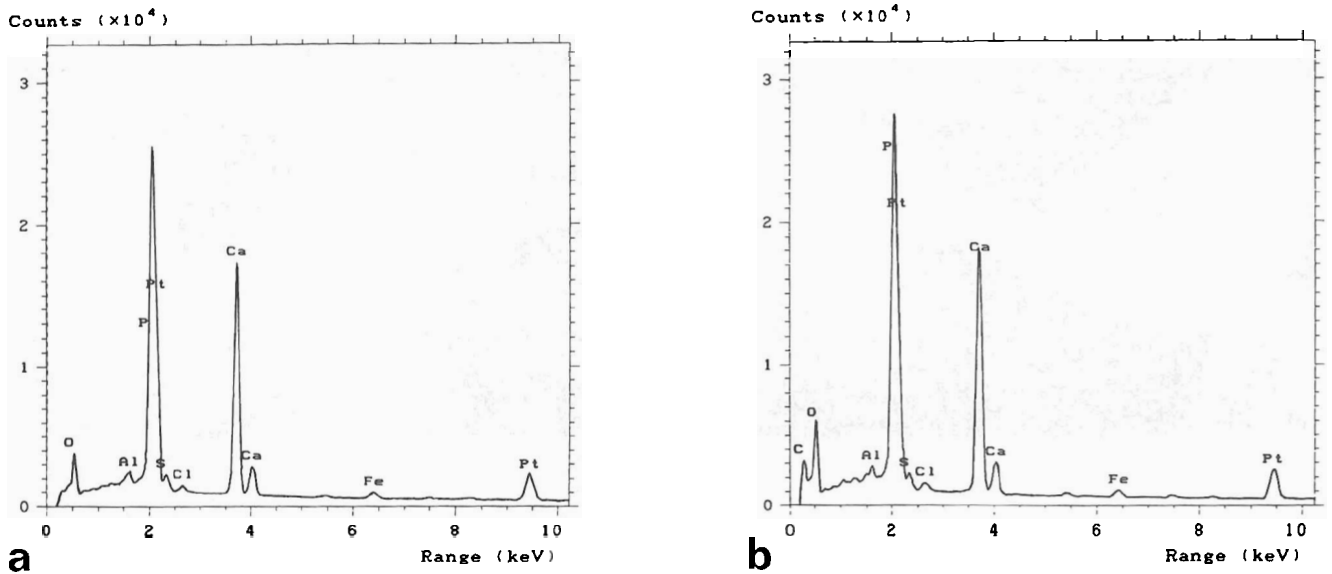 Counts (×10⁴)
3
2
1
0
O
Al
P
Pt
S
Cl
Ca
Ca
Fe
Pt
0 2 4 6 8 10
Range (keV)
a
Counts (×10⁴)
3
2
1
0
C
O
Al
P
Pt
S
Cl
Ca
Ca
Fe
Pt
0 2 4 6 8 10
Range (keV)
b